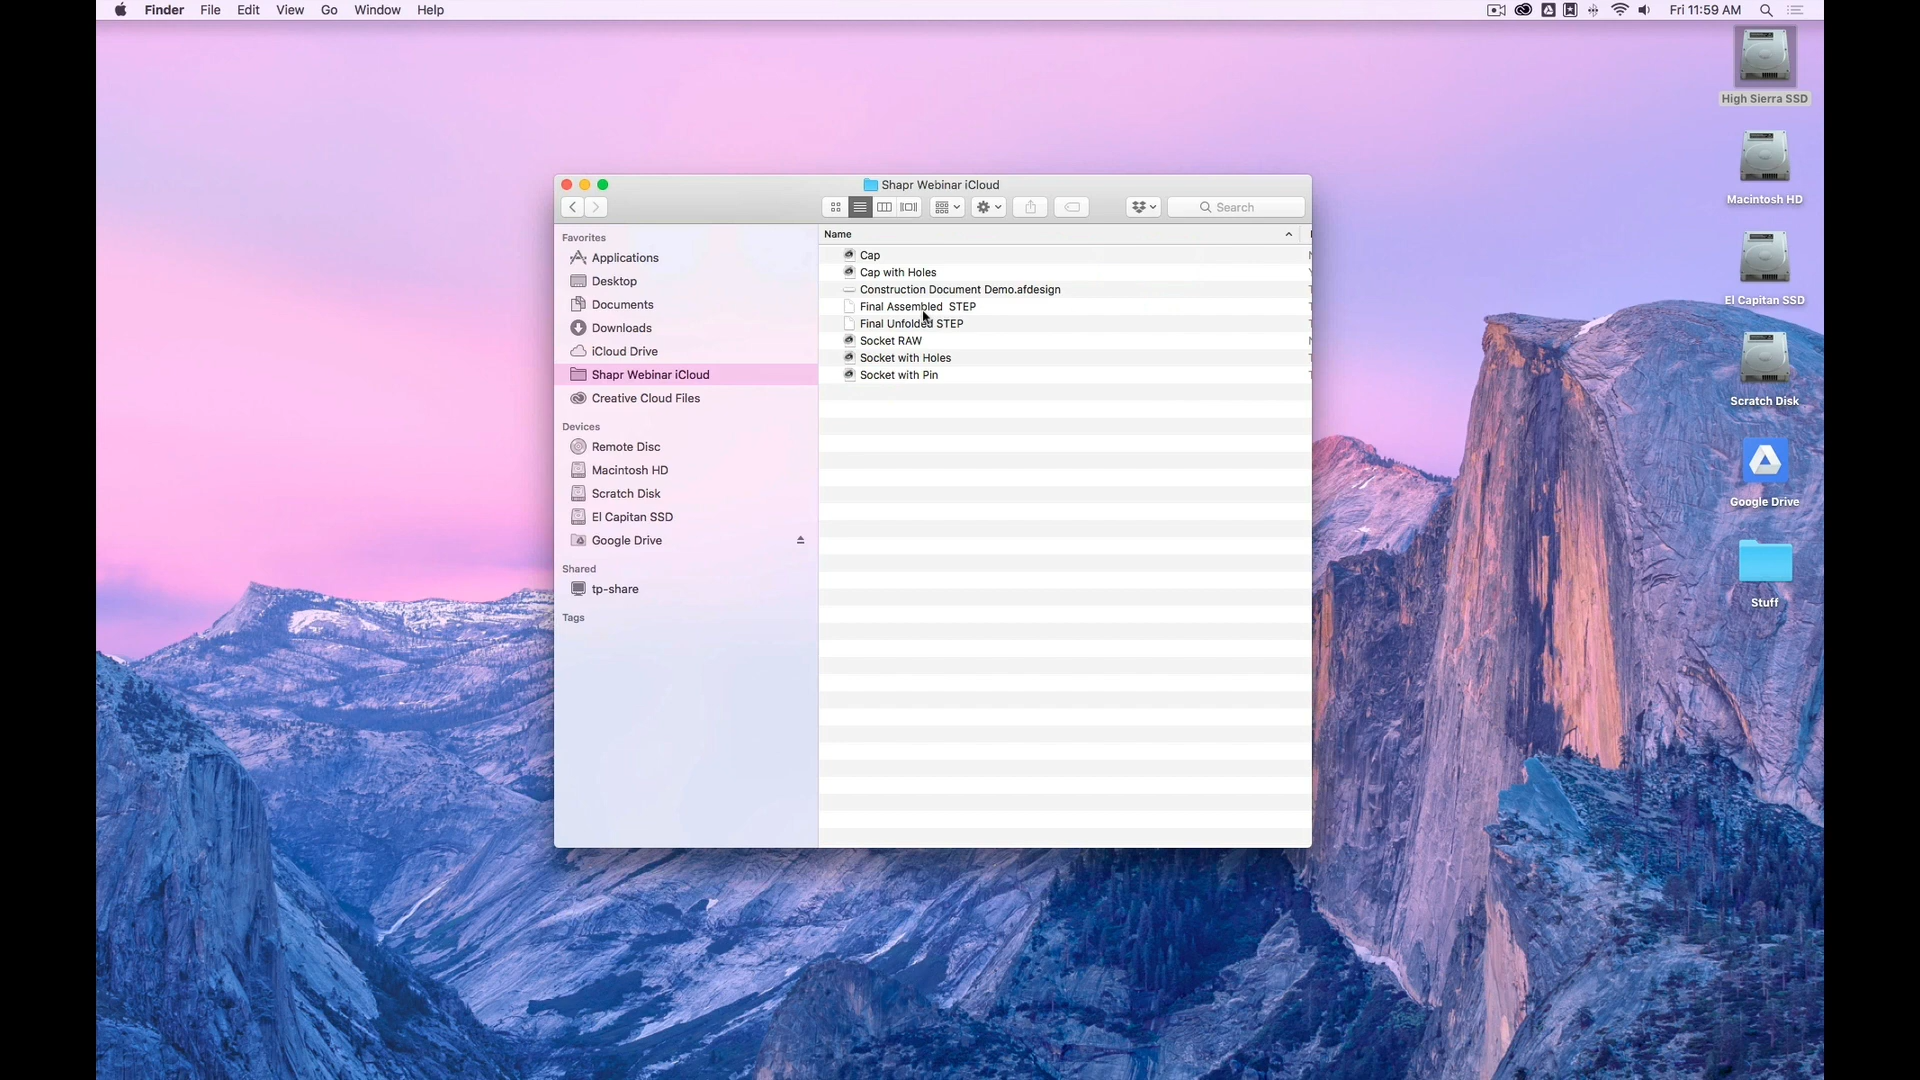 Finder File Edit View Go Window Help
Fri 11:59 AM
High Sierra SSD
Macintosh HD
El Capitan SSD
Scratch Disk
Google Drive
Stuff
Shapr Webinar iCloud
Search
Favorites
Applications
Desktop
Documents
Downloads
iCloud Drive
Shapr Webinar iCloud
Creative Cloud Files
Devices
Remote Disc
Macintosh HD
Scratch Disk
El Capitan SSD
Google Drive
Shared
tp-share
Tags
Name
Cap
Cap with Holes
Construction Document Demo.afdesign
Final Assembled STEP
Final Unfolded STEP
Socket RAW
Socket with Holes
Socket with Pin